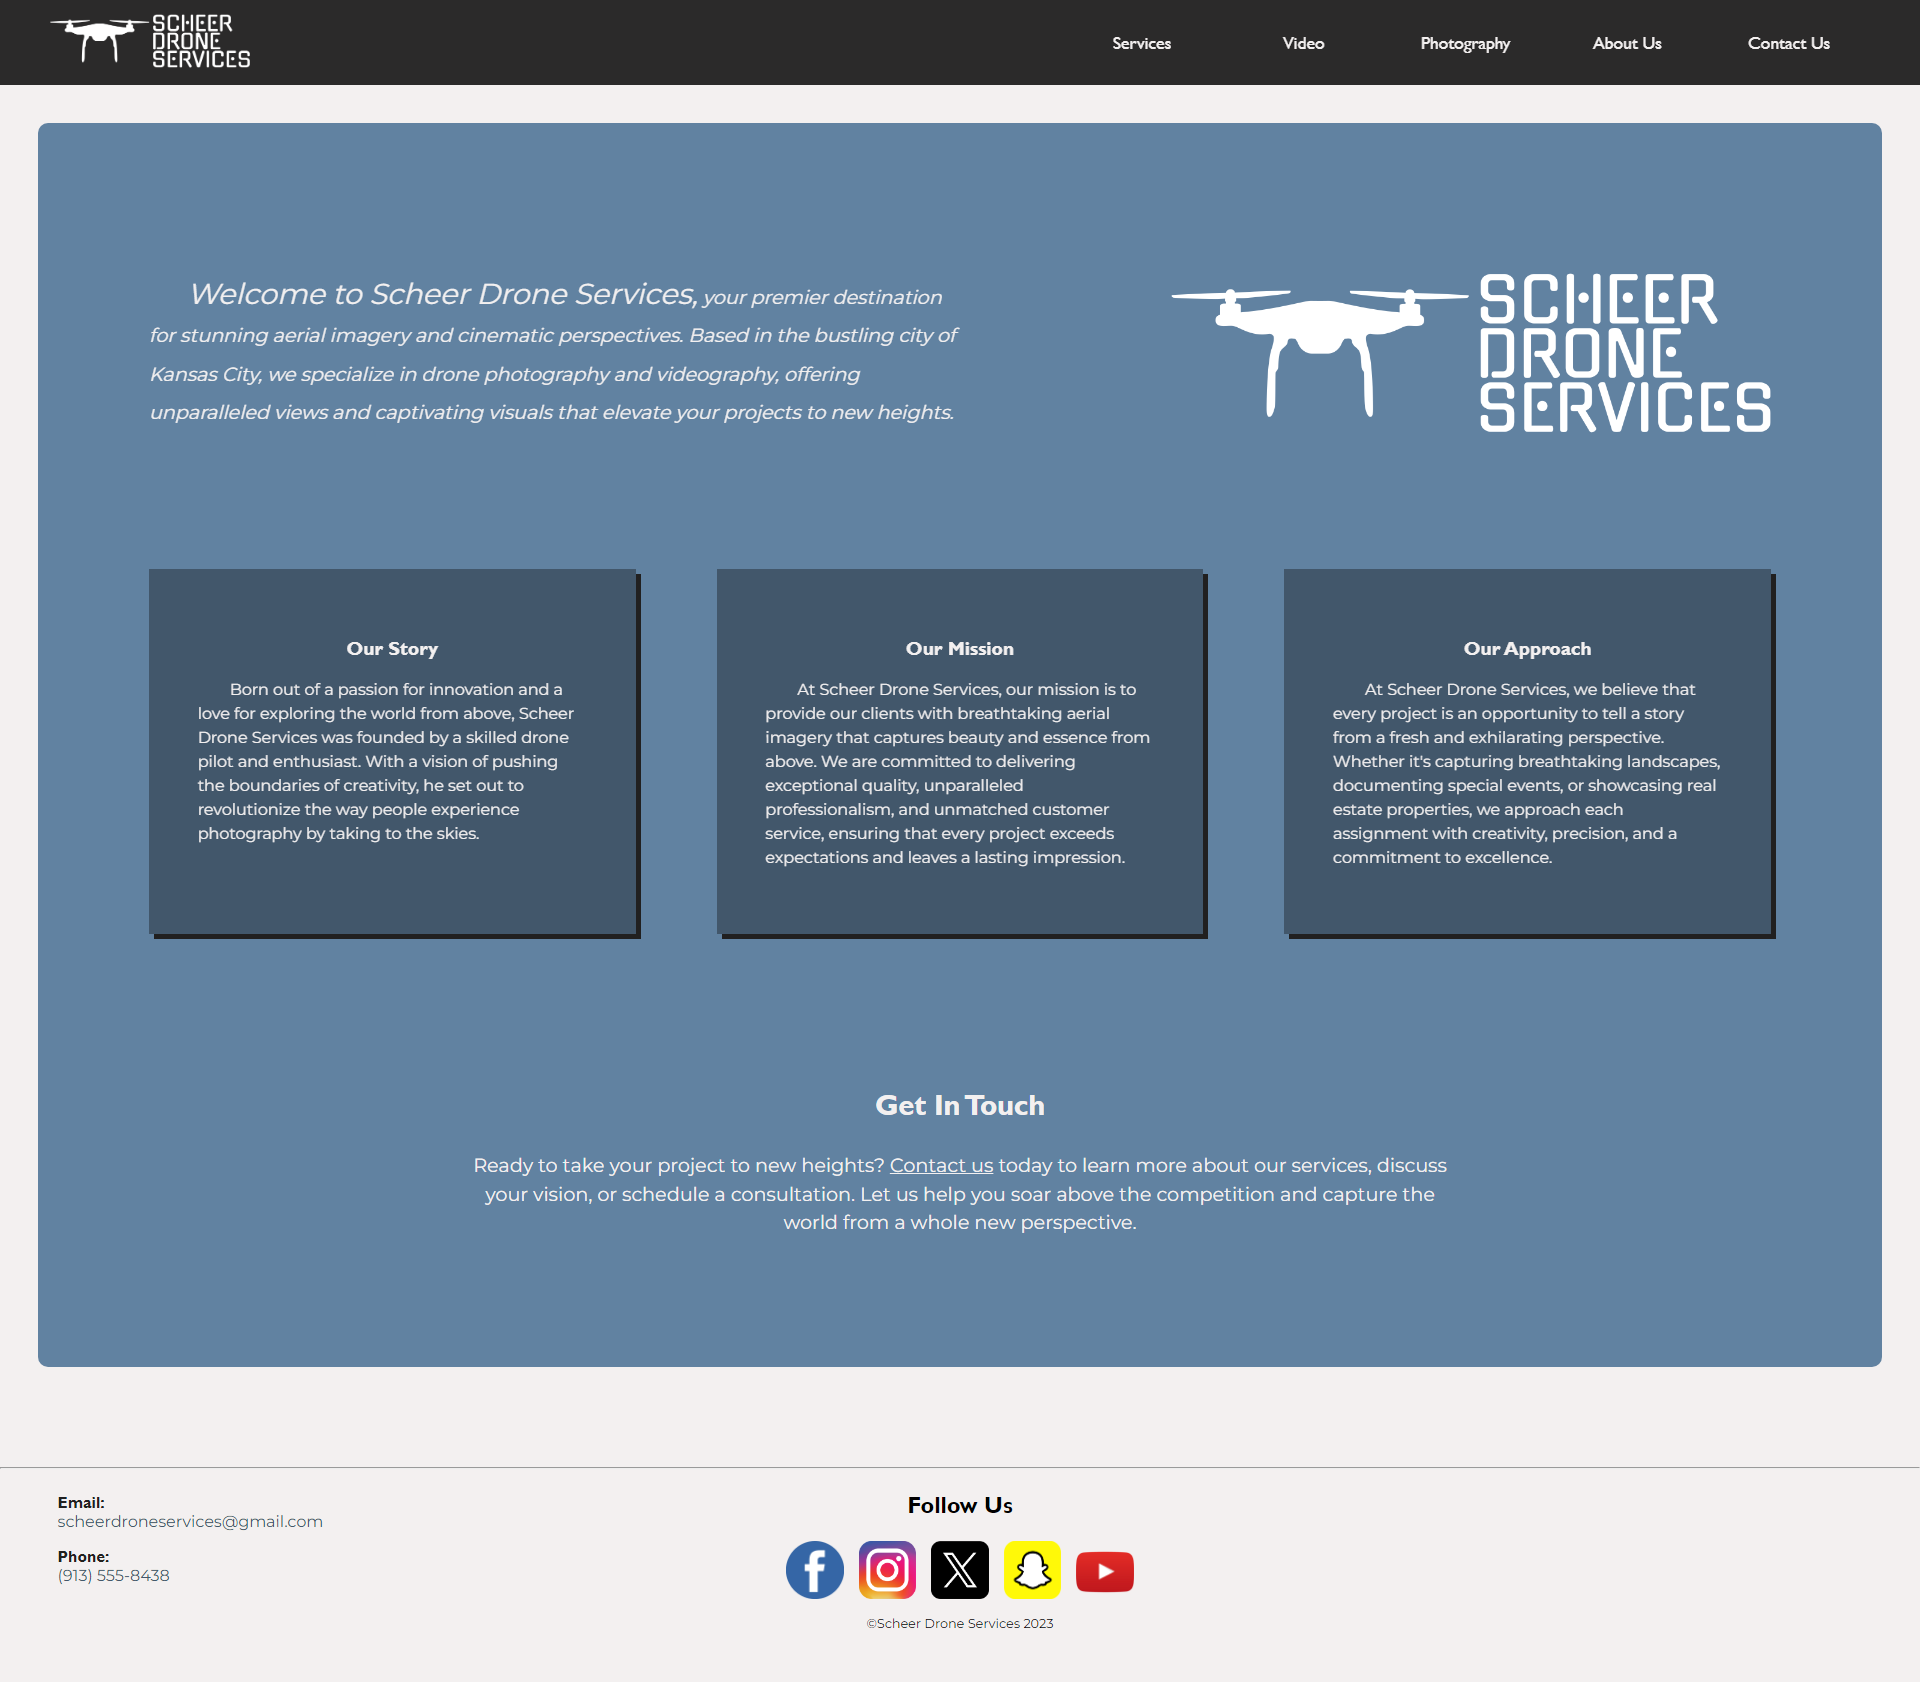 SCHEER
DRONE
SERVICES
Services
Video
Photography
About Us
Contact Us
Welcome to Scheer Drone Services, your premier destination
for stunning aerial imagery and cinematic perspectives. Based in the bustling city of
Kansas City, we specialize in drone photography and videography, offering
unparalleled views and captivating visuals that elevate your projects to new heights.
SCHEER
DRONE
SERVICES
Our Story
Born out of a passion for innovation and a
love for exploring the world from above, Scheer
Drone Services was founded by a skilled drone
pilot and enthusiast. With a vision of pushing
the boundaries of creativity, he set out to
revolutionize the way people experience
photography by taking to the skies.
Our Mission
At Scheer Drone Services, our mission is to
provide our clients with breathtaking aerial
imagery that captures beauty and essence from
above. We are committed to delivering
exceptional quality, unparalleled
professionalism, and unmatched customer
service, ensuring that every project exceeds
expectations and leaves a lasting impression.
Our Approach
At Scheer Drone Services, we believe that
every project is an opportunity to tell a story
from a fresh and exhilarating perspective.
Whether it's capturing breathtaking landscapes,
documenting special events, or showcasing real
estate properties, we approach each
assignment with creativity, precision, and a
commitment to excellence.
Get In Touch
Ready to take your project to new heights? Contact us today to learn more about our services, discuss
your vision, or schedule a consultation. Let us help you soar above the competition and capture the
world from a whole new perspective.
Email:
scheerdroneservices@gmail.com
Phone:
(913) 555-8438
Follow Us
©Scheer Drone Services 2023